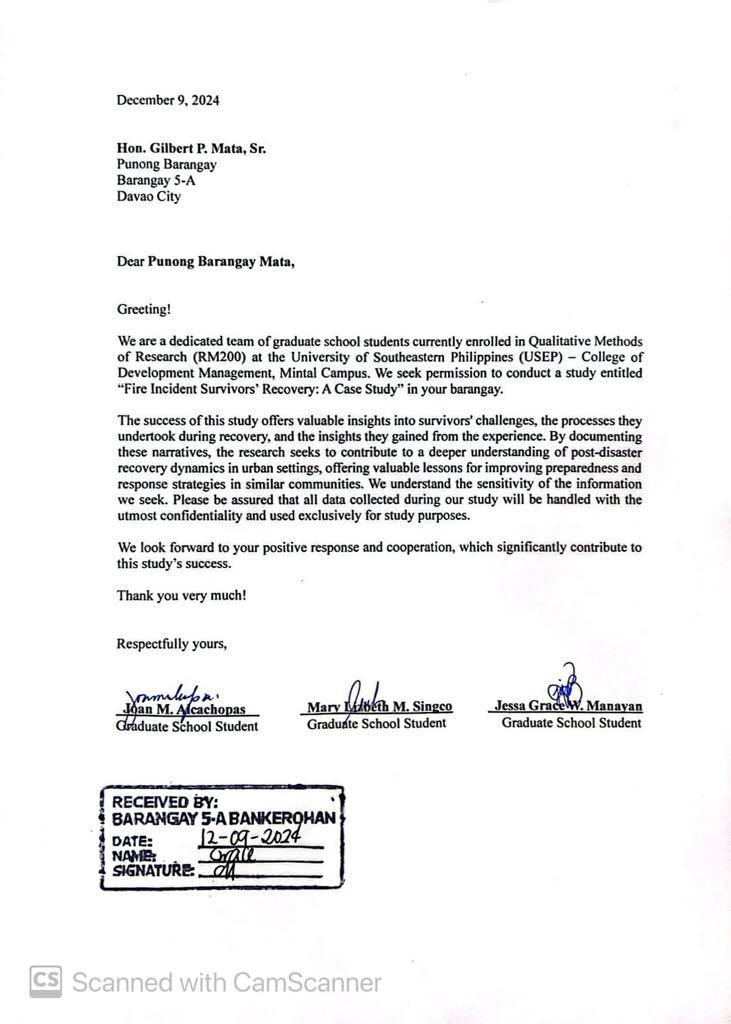 December 9, 2024
Hon. Gilbert P. Mata, Sr.
Punong Barangay
Barangay 5-A
Davao City
Dear Punong Barangay Mata,
Greeting!
We are a dedicated team of graduate school students currently enrolled in Qualitative Methods
of Research (RM200) at the University of Southeastern Philippines (USEP) – College of
Development Management, Mintal Campus. We seek permission to conduct a study entitled
“Fire Incident Survivors’ Recovery: A Case Study” in your barangay.
The success of this study offers valuable insights into survivors' challenges, the processes they
undertook during recovery, and the insights they gained from the experience. By documenting
these narratives, the research seeks to contribute to a deeper understanding of post-disaster
recovery dynamics in urban settings, offering valuable lessons for improving preparedness and
response strategies in similar communities. We understand the sensitivity of the information
we seek. Please be assured that all data collected during our study will be handled with the
utmost confidentiality and used exclusively for study purposes.
We look forward to your positive response and cooperation, which significantly contribute to
this study’s success.
Thank you very much!
Respectfully yours,
Joan M. Alcachopas Mary M. Singco Jessa Grace W. Manayan
Graduate School Student Graduate School Student Graduate School Student
RECEIVED BY:
BARANGAY 5-A BANKEROHAN
DATE: 12-09-2024
NAME:
SIGNATURE:
CS Scanned with CamScanner